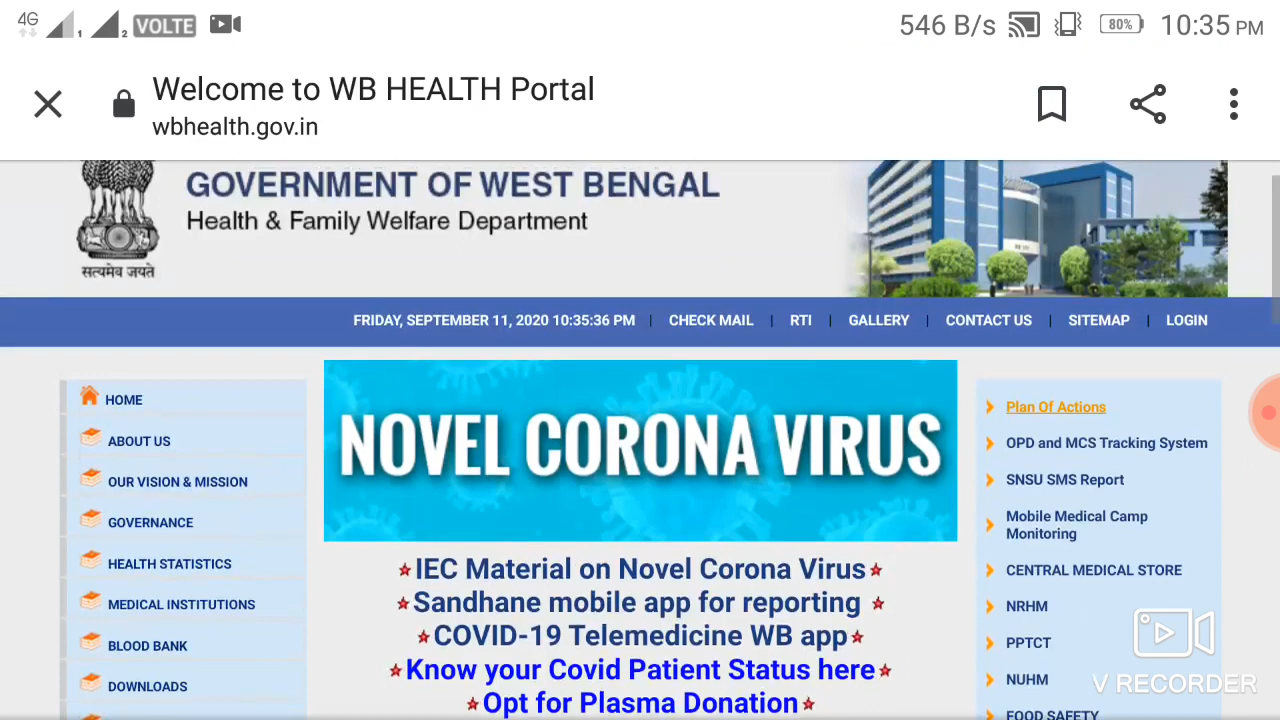 4G 1 2 VOLTE 546 B/s 80% 10:35 PM
Welcome to WB HEALTH Portal
wbhealth.gov.in
GOVERNMENT OF WEST BENGAL
Health & Family Welfare Department
सत्यमेव जयते
FRIDAY, SEPTEMBER 11, 2020 10:35:36 PM | CHECK MAIL | RTI | GALLERY | CONTACT US | SITEMAP | LOGIN
HOME
ABOUT US
OUR VISION & MISSION
GOVERNANCE
HEALTH STATISTICS
MEDICAL INSTITUTIONS
BLOOD BANK
DOWNLOADS
NOVEL CORONA VIRUS
IEC Material on Novel Corona Virus
Sandhane mobile app for reporting
COVID-19 Telemedicine WB app
Know your Covid Patient Status here
Opt for Plasma Donation
Plan Of Actions
OPD and MCS Tracking System
SNSU SMS Report
Mobile Medical Camp
Monitoring
CENTRAL MEDICAL STORE
NRHM
PPTCT
NUHM
FOOD SAFETY
V RECORDER